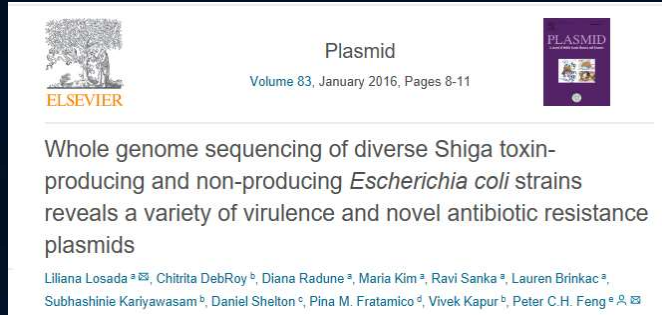 ELSEVIER
Plasmid
Volume 83, January 2016, Pages 8-11
PLASMID
Whole genome sequencing of diverse Shiga toxin-
producing and non-producing Escherichia coli strains
reveals a variety of virulence and novel antibiotic resistance
plasmids
Liliana Losada a ✉, Chitrita DebRoy b, Diana Radune a, Maria Kim a, Ravi Sanka a, Lauren Brinkac a,
Subhashinie Kariyawasam b, Daniel Shelton c, Pina M. Fratamico d, Vivek Kapur b, Peter C.H. Feng e ✉